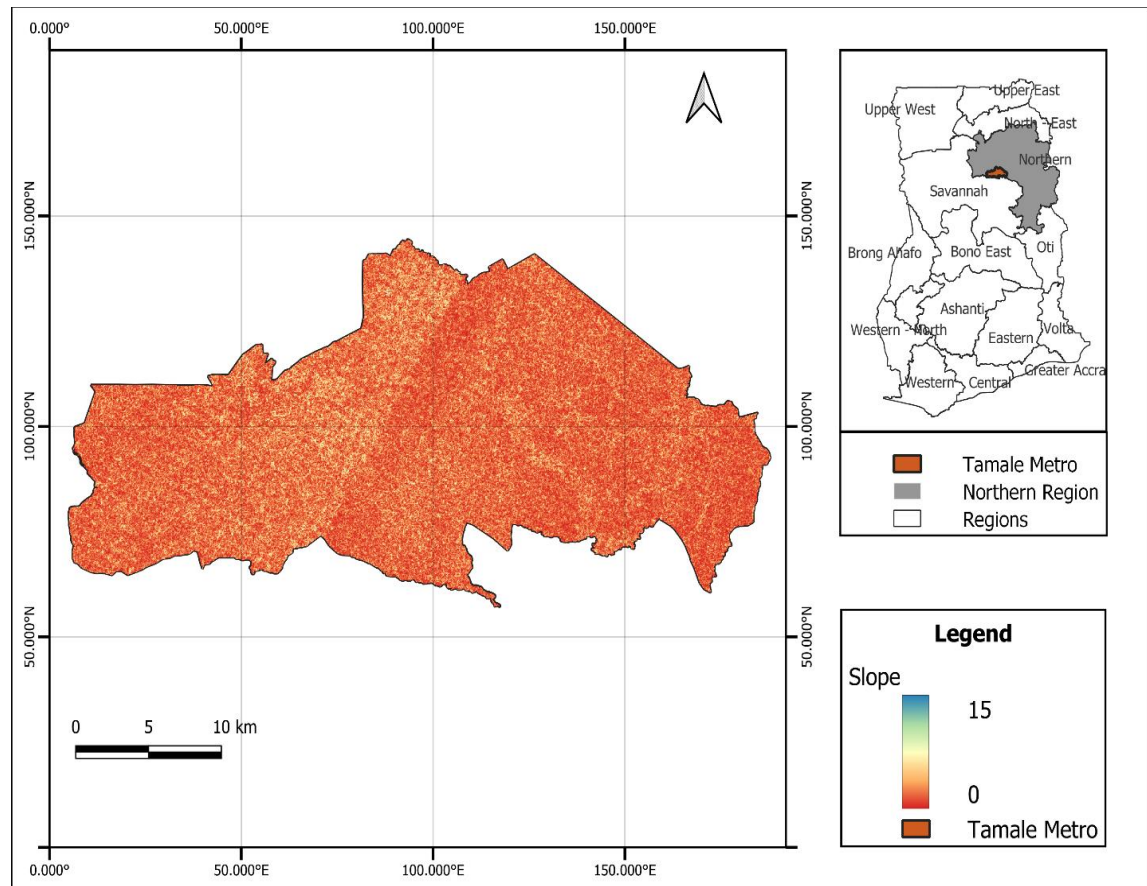 0.000°
50.000°E
100.000°E
150.000°E
150.000°N
150.000°N
100.000°N
100.000°N
50.000°N
50.000°N
0 5 10 km
0.000°
50.000°E
100.000°E
150.000°E
Upper East
Upper West
North - East
Northern
Savannah
Brong Ahafo
Bono East
Oti
Ashanti
Western - North
Eastern
Volta
Greater Accra
Western
Central
Tamale Metro
Northern Region
Regions
Legend
Slope
15
0
Tamale Metro